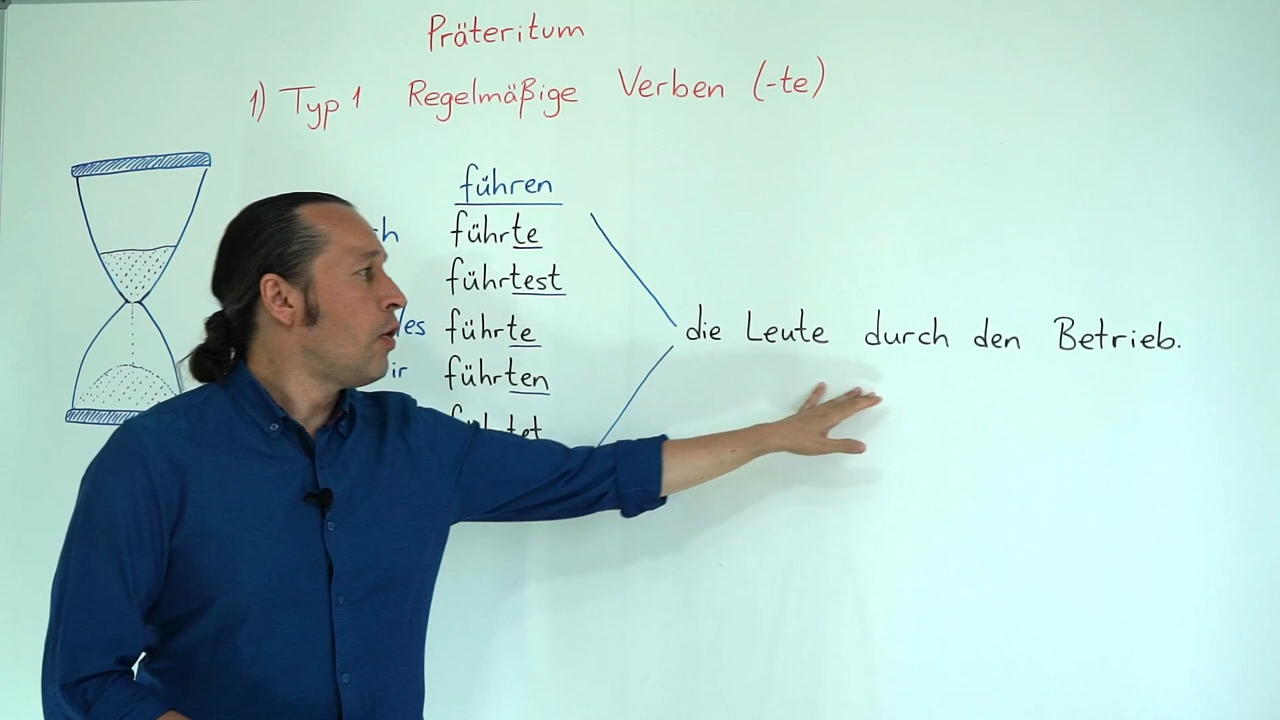 Präteritum
1) Typ 1 Regelmäßige Verben (-te)
führen
führte
führtest
führte
führten
die Leute durch den Betrieb.